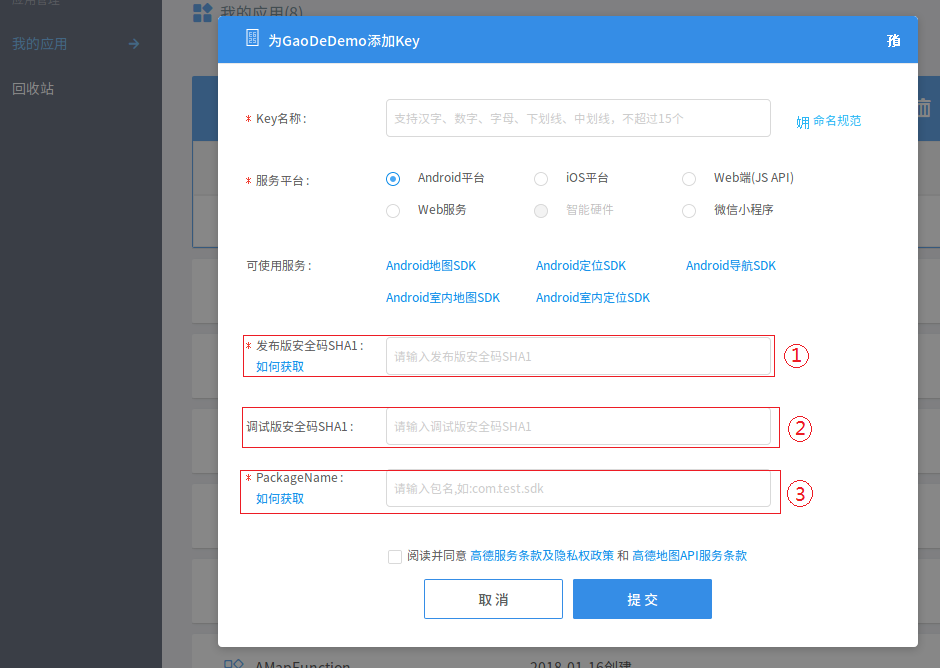 应用管理
我的应用(8)
我的应用
回收站
为GaoDeDemo添加Key
* Key名称：
支持汉字、数字、字母、下划线、中划线，不超过15个
命名规范
* 服务平台：
Android平台 iOS平台 Web端(JS API)
Web服务 智能硬件 微信小程序
可使用服务：
Android地图SDK Android定位SDK Android导航SDK
Android室内地图SDK Android室内定位SDK
* 发布版安全码SHA1：
如何获取
请输入发布版安全码SHA1
①
调试版安全码SHA1：
请输入调试版安全码SHA1
②
* PackageName：
如何获取
请输入包名,如:com.test.sdk
③
阅读并同意 高德服务条款及隐私权政策 和 高德地图API服务条款
取消 提交
AMapFunction 2018-01-16创建